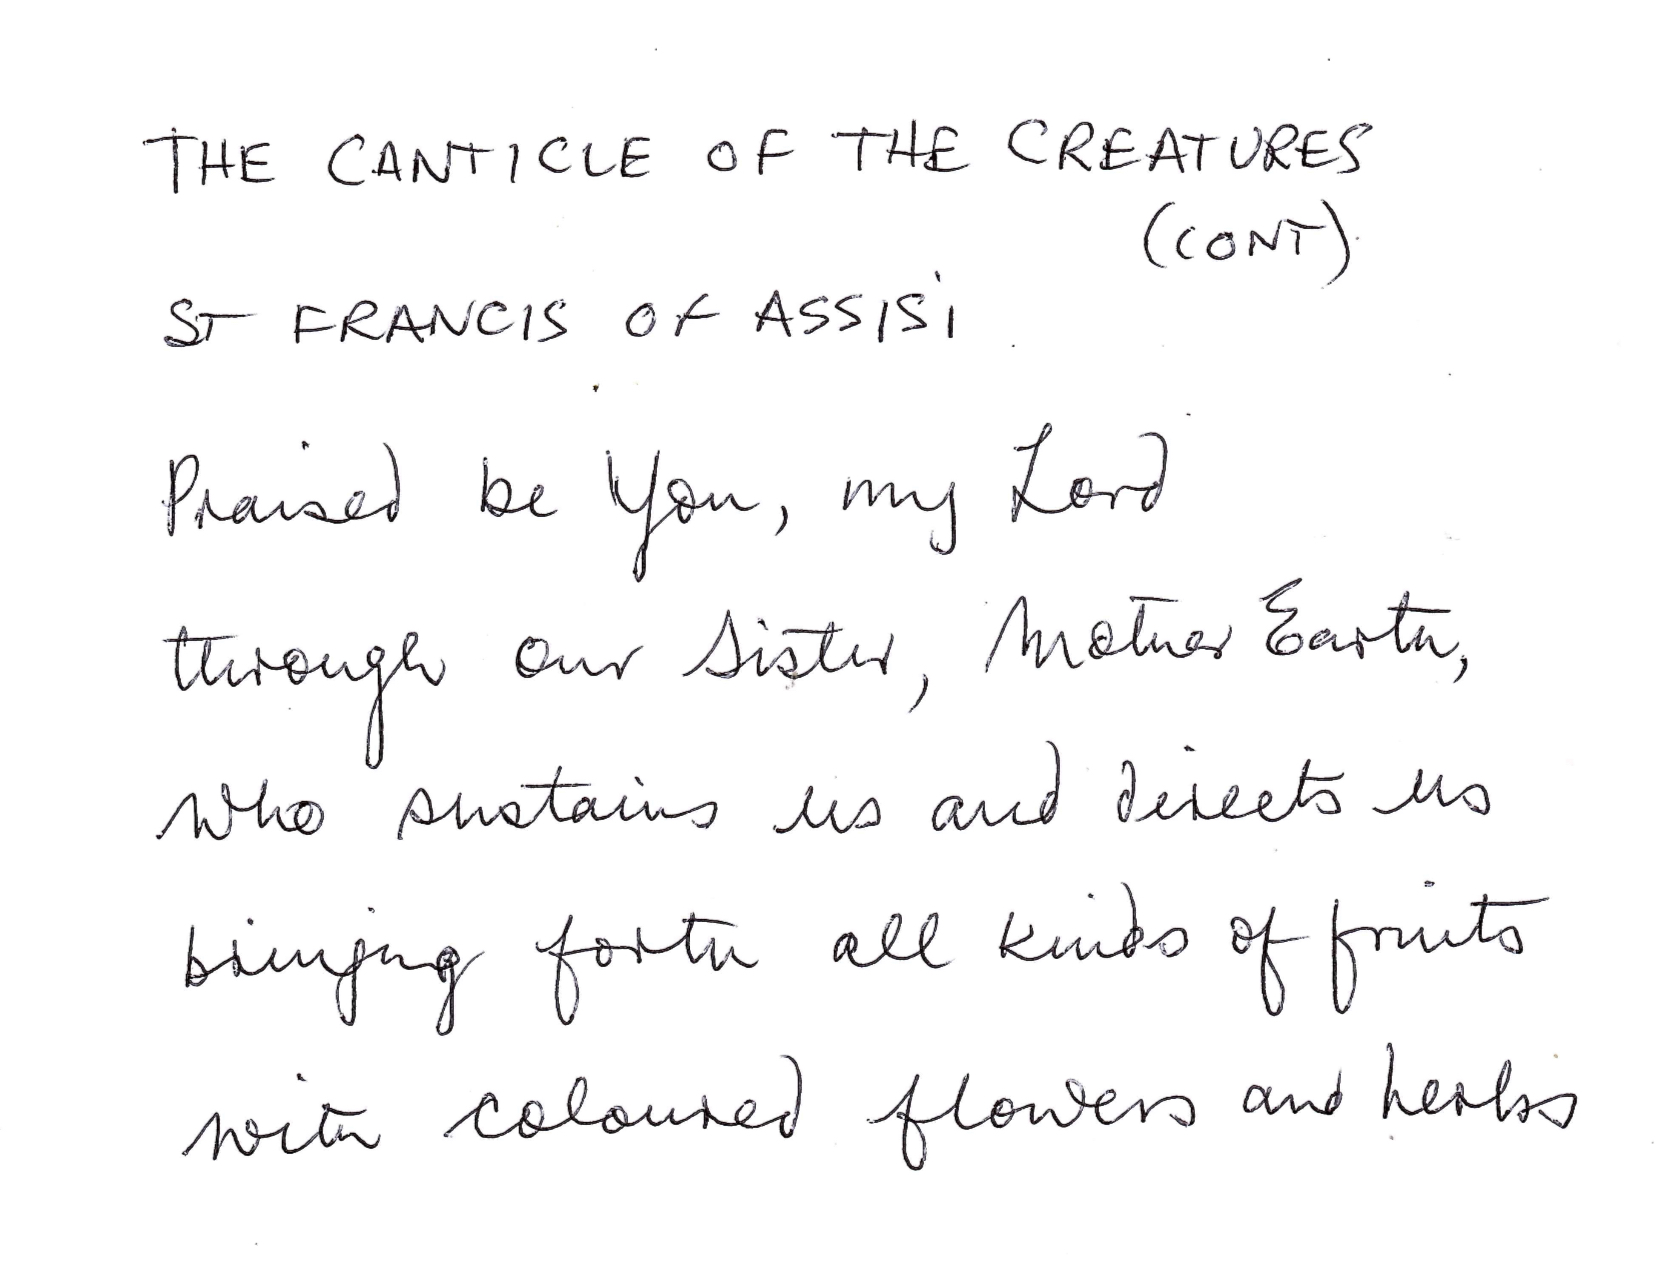 THE CANTICLE OF THE CREATURES
(CONT)
ST FRANCIS OF ASSISI
Praised be You, my Lord
through our Sister, Mother Earth,
who sustains us and directs us
bringing forth all kinds of fruits
with coloured flowers and herbs